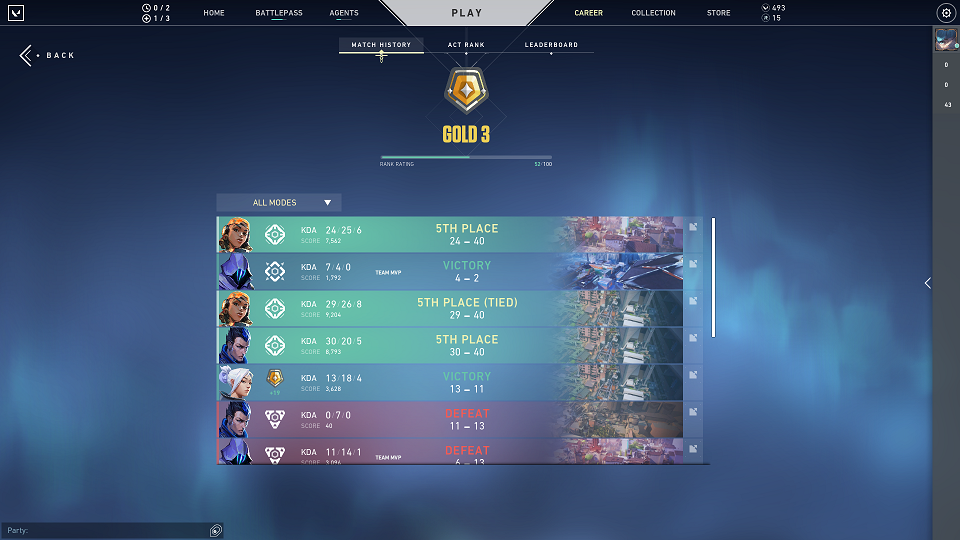 0 / 2
1 / 3
HOME
BATTLEPASS
AGENTS
PLAY
CAREER
COLLECTION
STORE
493
15
BACK
MATCH HISTORY
ACT RANK
LEADERBOARD
0
0
43
GOLD 3
RANK RATING
52/100
ALL MODES
KDA 24/25/6
SCORE 7,562
5TH PLACE
24 – 40
KDA 7/4/0
SCORE 1,792
TEAM MVP
VICTORY
4 – 2
KDA 29/26/8
SCORE 9,204
5TH PLACE (TIED)
29 – 40
KDA 30/20/5
SCORE 8,793
5TH PLACE
30 – 40
KDA 13/18/4
SCORE 3,628
VICTORY
13 – 11
KDA 0/7/0
SCORE 40
DEFEAT
11 – 13
KDA 11/14/1
SCORE 3,096
TEAM MVP
DEFEAT
6 – 13
Party: